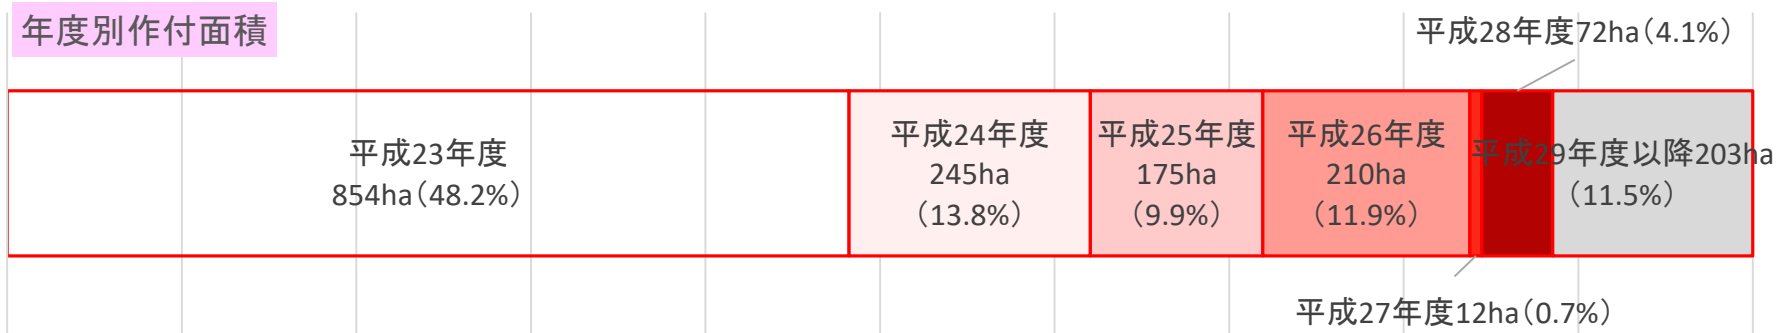 年度別作付面積
平成28年度72ha(4.1%)
平成23年度
854ha(48.2%)
平成24年度
245ha
(13.8%)
平成25年度
175ha
(9.9%)
平成26年度
210ha
(11.9%)
平成29年度以降203ha
(11.5%)
平成27年度12ha(0.7%)